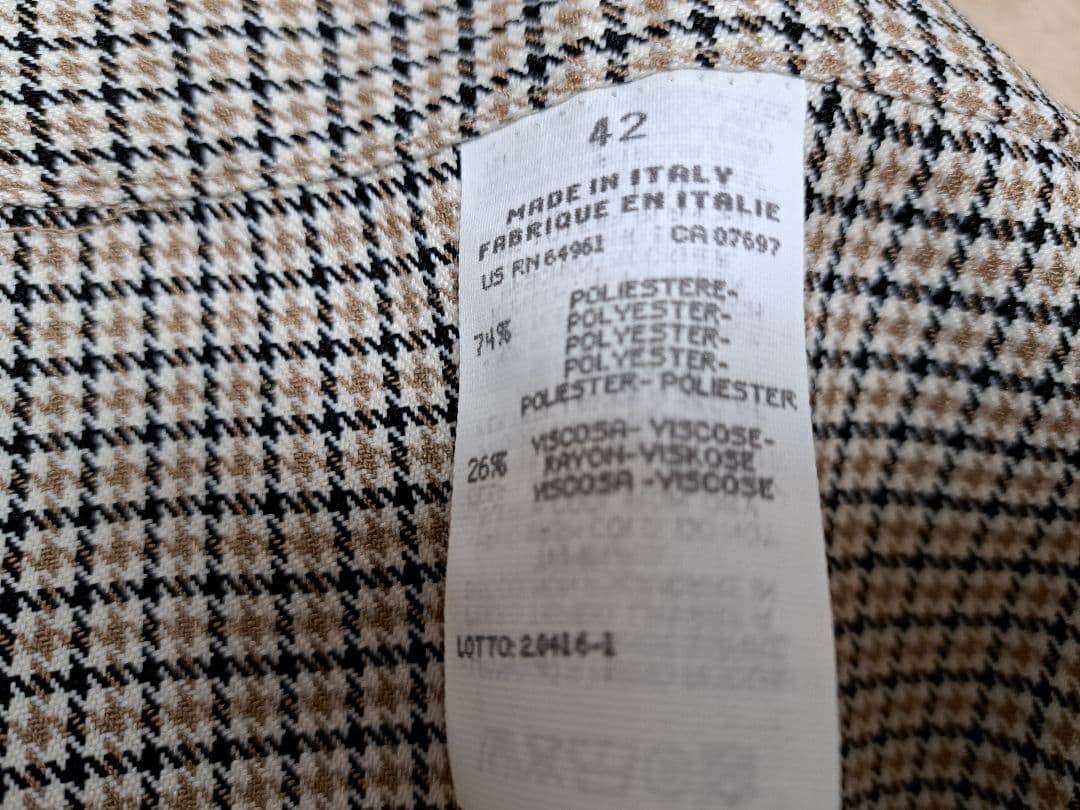 42
MADE IN ITALY
FABRIQUE EN ITALIE
US RN 64961 CA 07697
POLIESTERE-
POLYESTER-
74% POLYESTER-
POLYESTER-
POLIESTER- POLIESTER
VISCOSA- VISCOSE-
26% RAYON-VISKOSE
VISCOSA -VISCOSE
LOTTO: 20416-1